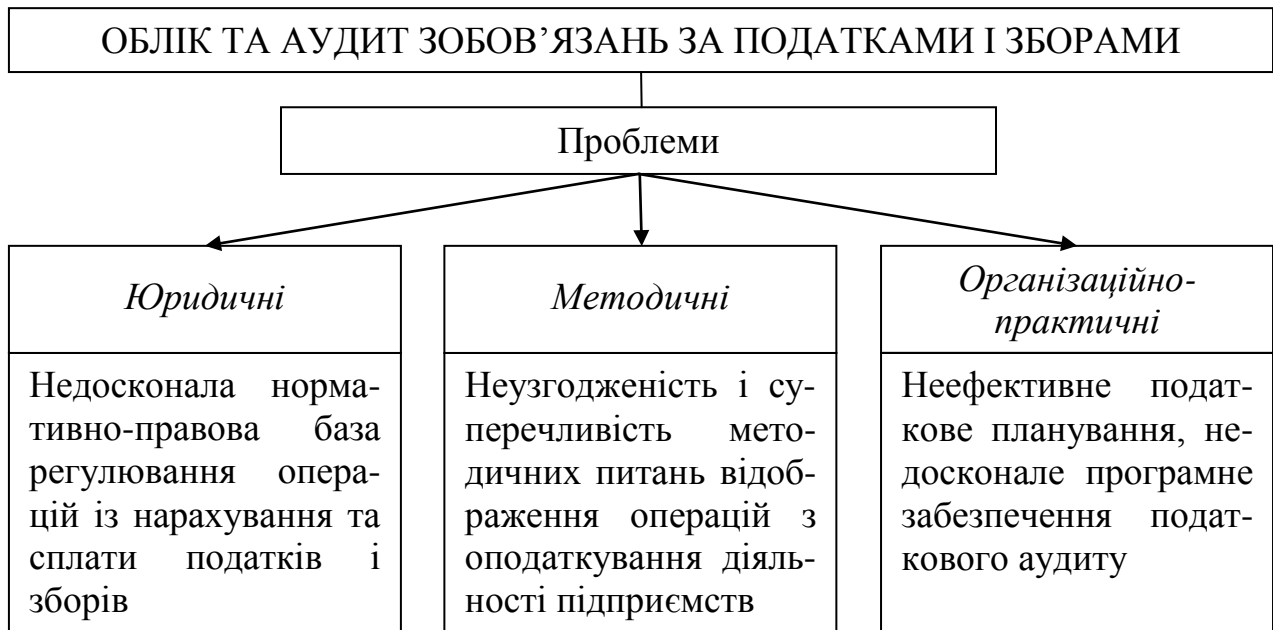 ОБЛІК ТА АУДИТ ЗОБОВ’ЯЗАНЬ ЗА ПОДАТКАМИ І ЗБОРАМИ
Проблеми
Юридичні
Недосконала норма-
тивно-правова база
регулювання опера-
цій із нарахування та
сплати податків і
зборів
Методичні
Неузгодженість і су-
перечливість мето-
дичних питань відоб-
раження операцій з
оподаткування діяль-
ності підприємств
Організаційно-
практичні
Неефективне подат-
кове планування, не-
досконале програмне
забезпечення подат-
кового аудиту